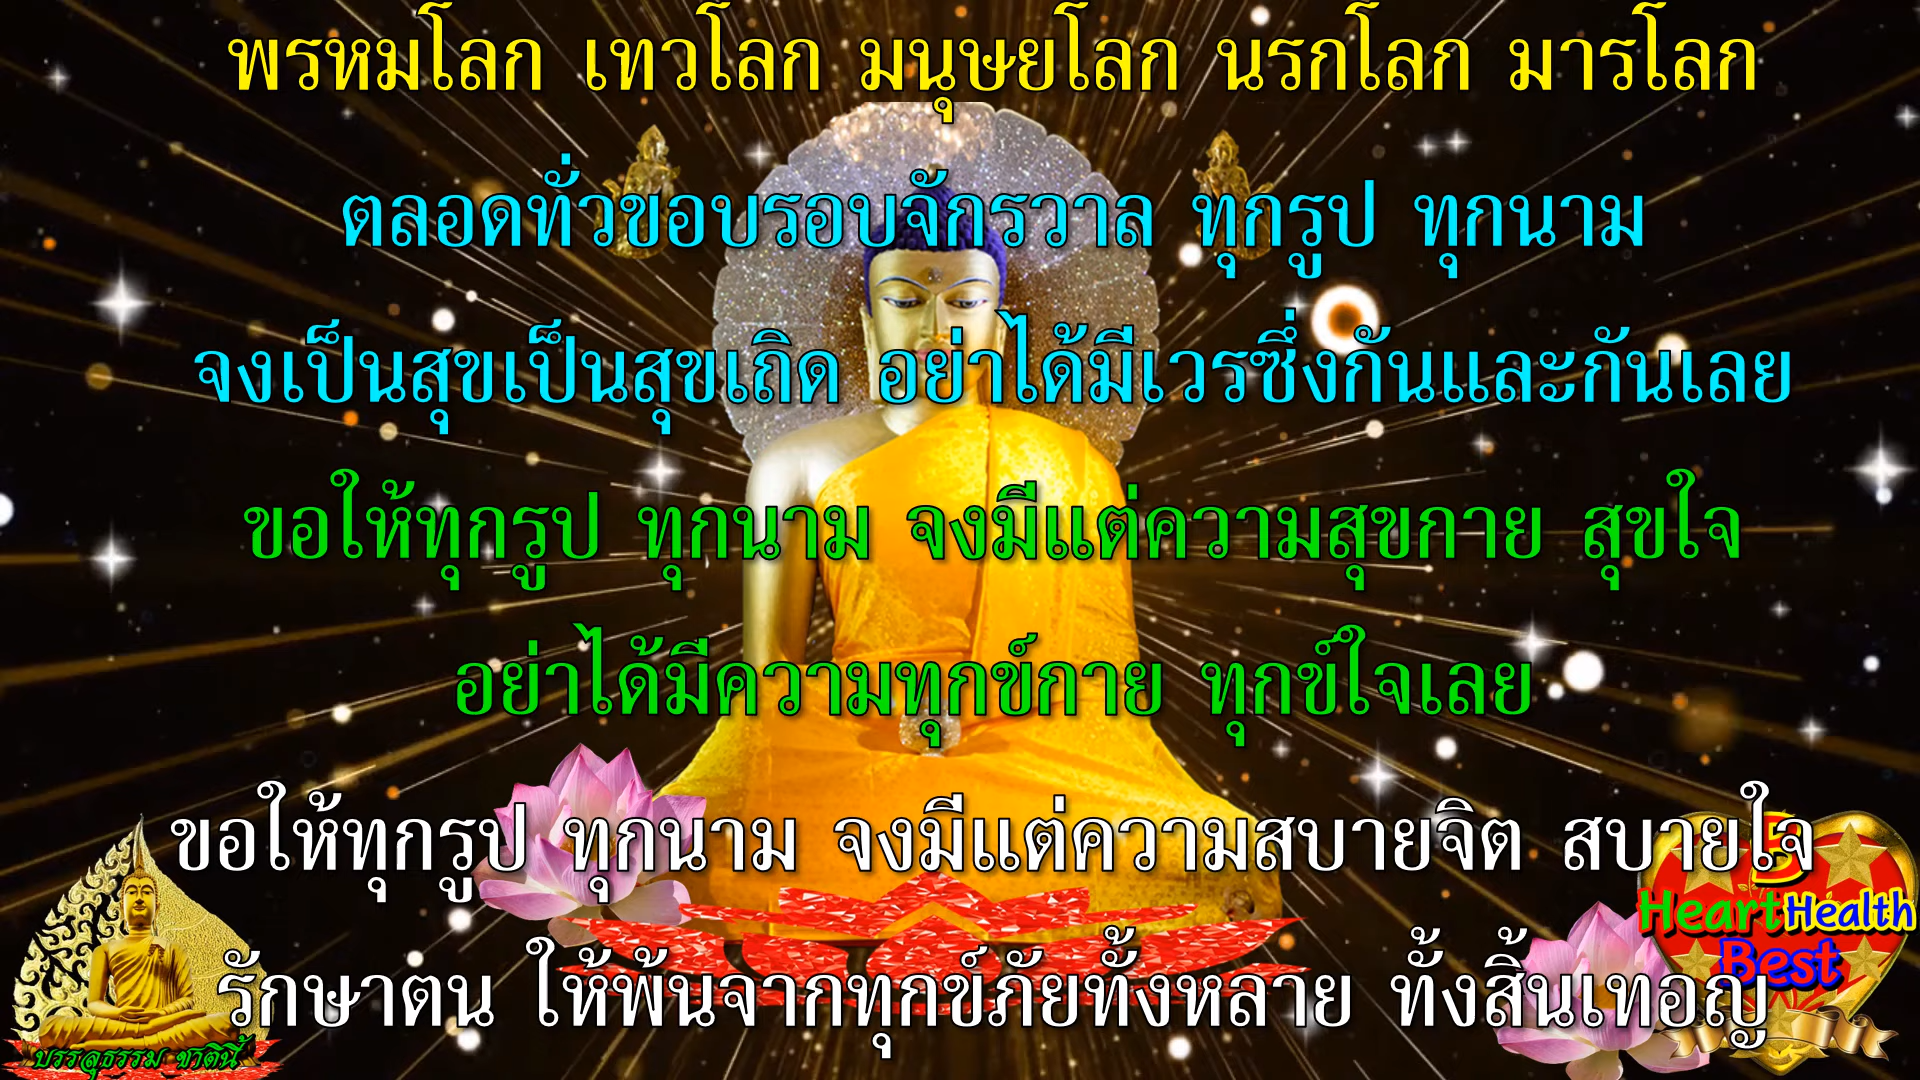 พรหมโลก เทวโลก มนุษยโลก นรกโลก มารโลก
ตลอดทั่วขอบรอบจักรวาล ทุกรูป ทุกนาม
จงเป็นสุขเป็นสุขเถิด อย่าได้มีเวรซึ่งกันและกันเลย
ขอให้ทุกรูป ทุกนาม จงมีแต่ความสุขกาย สุขใจ
อย่าได้มีความทุกข์กาย ทุกข์ใจเลย
ขอให้ทุกรูป ทุกนาม จงมีแต่ความสบายจิต สบายใจ
รักษาตน ให้พ้นจากทุกข์ภัยทั้งหลาย ทั้งสิ้นเทอญ
บรรลุธรรม ชาตินี้
5
Heart Health
Best